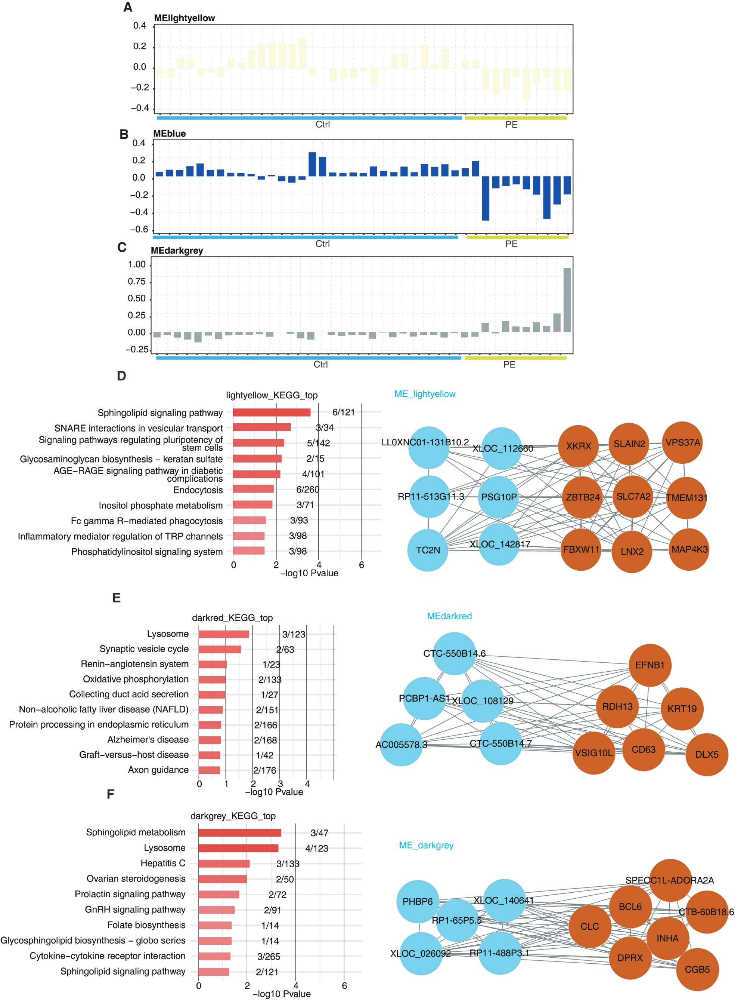 A
MElightyellow
0.4
0.2
0.0
−0.2
−0.4
Ctrl
PE
B
MEblue
0.4
0.2
0.0
−0.2
−0.4
−0.6
Ctrl
PE
C
MEdarkgrey
1.00
0.75
0.50
0.25
0.00
−0.25
Ctrl
PE
D
lightyellow_KEGG_top
Sphingolipid signaling pathway
6/121
SNARE interactions in vesicular transport
3/34
Signaling pathways regulating pluripotency of
stem cells
5/142
Glycosaminoglycan biosynthesis − keratan sulfate
2/15
AGE−RAGE signaling pathway in diabetic
complications
4/101
Endocytosis
6/260
Inositol phosphate metabolism
3/71
Fc gamma R−mediated phagocytosis
3/93
Inflammatory mediator regulation of TRP channels
3/98
Phosphatidylinositol signaling system
3/98
0 2 4 6
−log10 Pvalue
ME_lightyellow
LL0XNC01-131B10.2
XLOC_112660
XKRX
SLAIN2
VPS37A
RP11-513G11.3
PSG10P
ZBTB24
SLC7A2
TMEM131
TC2N
XLOC_142817
FBXW11
LNX2
MAP4K3
E
darkred_KEGG_top
Lysosome
3/123
Synaptic vesicle cycle
2/63
Renin−angiotensin system
1/23
Oxidative phosphorylation
2/133
Collecting duct acid secretion
1/27
Non−alcoholic fatty liver disease (NAFLD)
2/151
Protein processing in endoplasmic reticulum
2/166
Alzheimer's disease
2/168
Graft−versus−host disease
1/42
Axon guidance
2/176
0 1 2 3 4
−log10 Pvalue
MEdarkred
CTC-550B14.6
EFNB1
PCBP1-AS1
XLOC_108129
RDH13
KRT19
AC005578.3
CTC-550B14.7
VSIG10L
CD63
DLX5
F
darkgrey_KEGG_top
Sphingolipid metabolism
3/47
Lysosome
4/123
Hepatitis C
3/133
Ovarian steroidogenesis
2/50
Prolactin signaling pathway
2/72
GnRH signaling pathway
2/91
Folate biosynthesis
1/14
Glycosphingolipid biosynthesis − globo series
1/14
Cytokine−cytokine receptor interaction
3/265
Sphingolipid signaling pathway
2/121
0 2 4 6
−log10 Pvalue
ME_darkgrey
SPECC1L-ADORA2A
PHBP6
XLOC_140641
BCL6
CTB-60B18.6
RP1-65P5.5
CLC
INHA
XLOC_026092
RP11-488P3.1
DPRX
CGB5